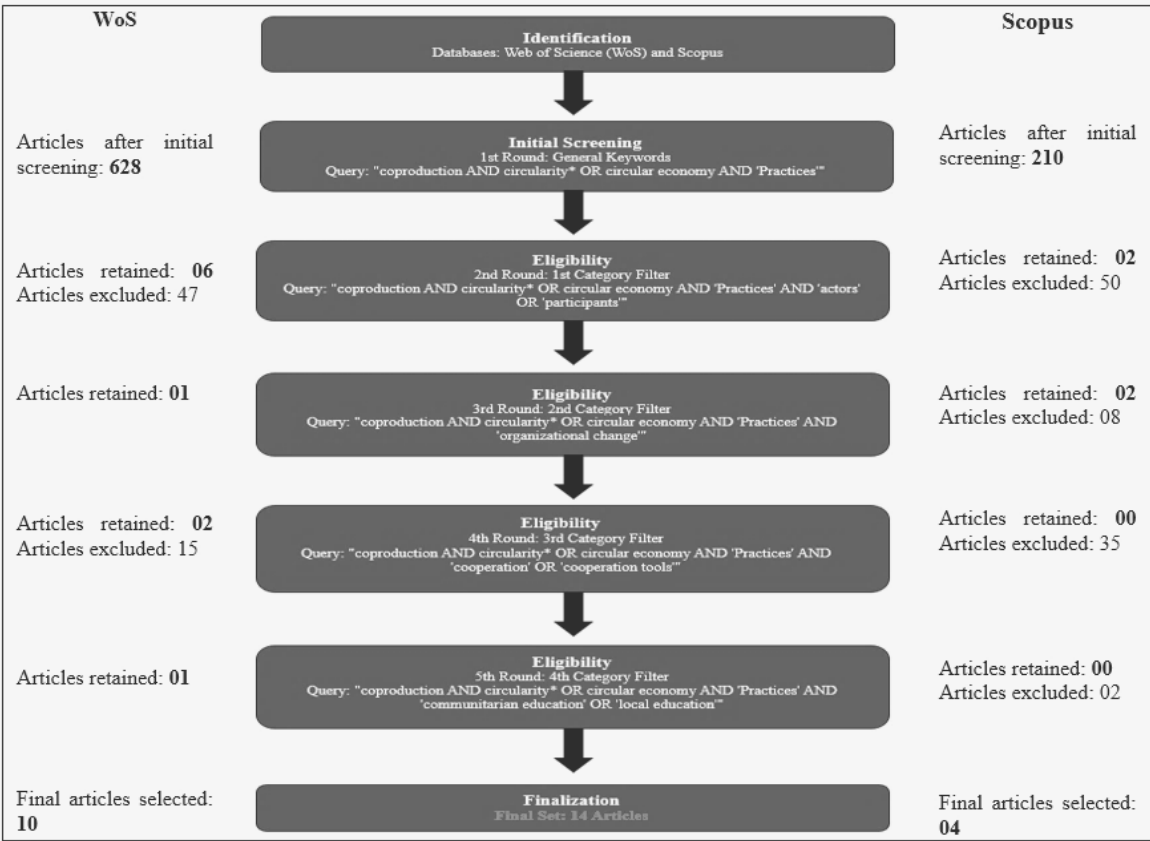 WoS
Scopus
Identification
Databases: Web of Science (WoS) and Scopus
Articles after initial
screening: 628
Initial Screening
1st Round: General Keywords
Query: "coproduction AND circularity* OR circular economy AND 'Practices'"
Articles after initial
screening: 210
Articles retained: 06
Articles excluded: 47
Eligibility
2nd Round: 1st Category Filter
Query: "coproduction AND circularity* OR circular economy AND 'Practices' AND 'actors'
OR 'participants'"
Articles retained: 02
Articles excluded: 50
Articles retained: 01
Eligibility
3rd Round: 2nd Category Filter
Query: "coproduction AND circularity* OR circular economy AND 'Practices' AND
'organizational change'"
Articles retained: 02
Articles excluded: 08
Articles retained: 02
Articles excluded: 15
Eligibility
4th Round: 3rd Category Filter
Query: "coproduction AND circularity* OR circular economy AND 'Practices' AND
'cooperation' OR 'cooperation tools'"
Articles retained: 00
Articles excluded: 35
Articles retained: 01
Eligibility
5th Round: 4th Category Filter
Query: "coproduction AND circularity* OR circular economy AND 'Practices' AND
'communitarian education' OR 'local education'"
Articles retained: 00
Articles excluded: 02
Final articles selected:
10
Finalization
Final Set: 14 Articles
Final articles selected:
04